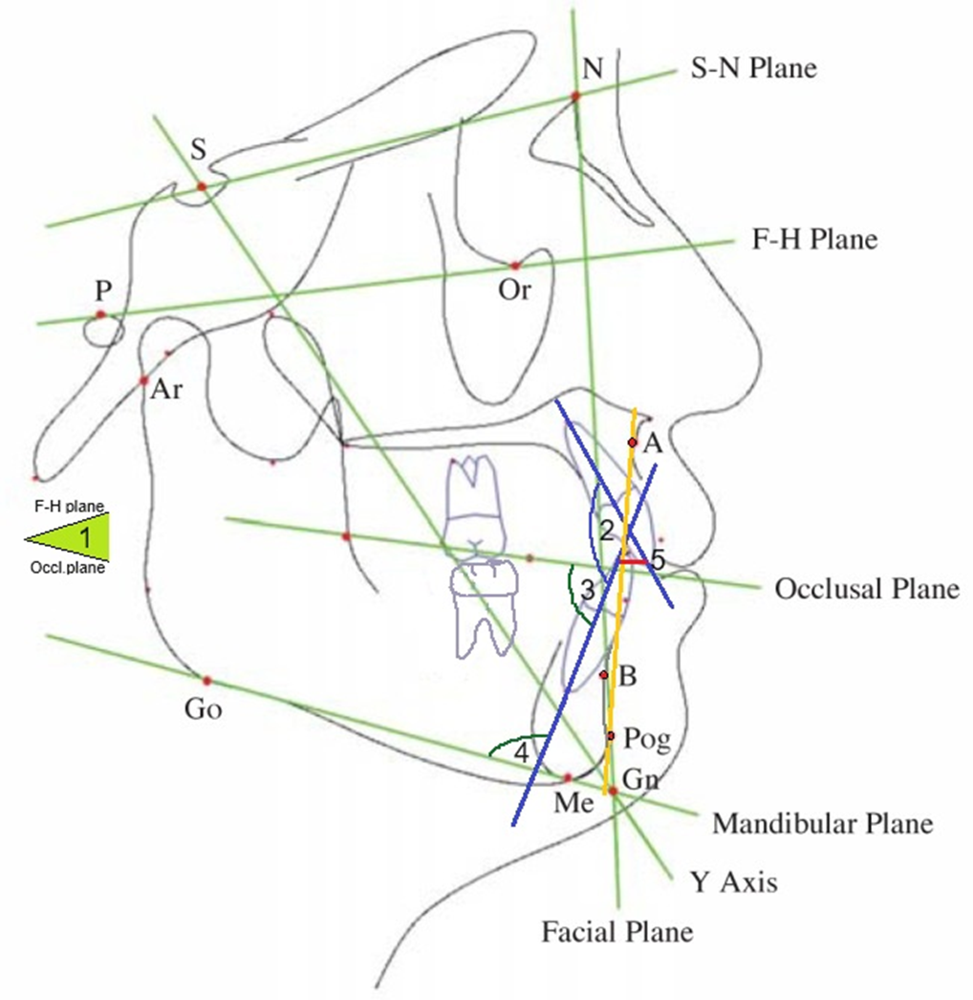 N
S-N Plane
S
F-H Plane
P
Or
Ar
A
F-H plane
1
Occl.plane
2
5
3
Occlusal Plane
B
Go
Pog
4
Gn
Me
Mandibular Plane
Y Axis
Facial Plane